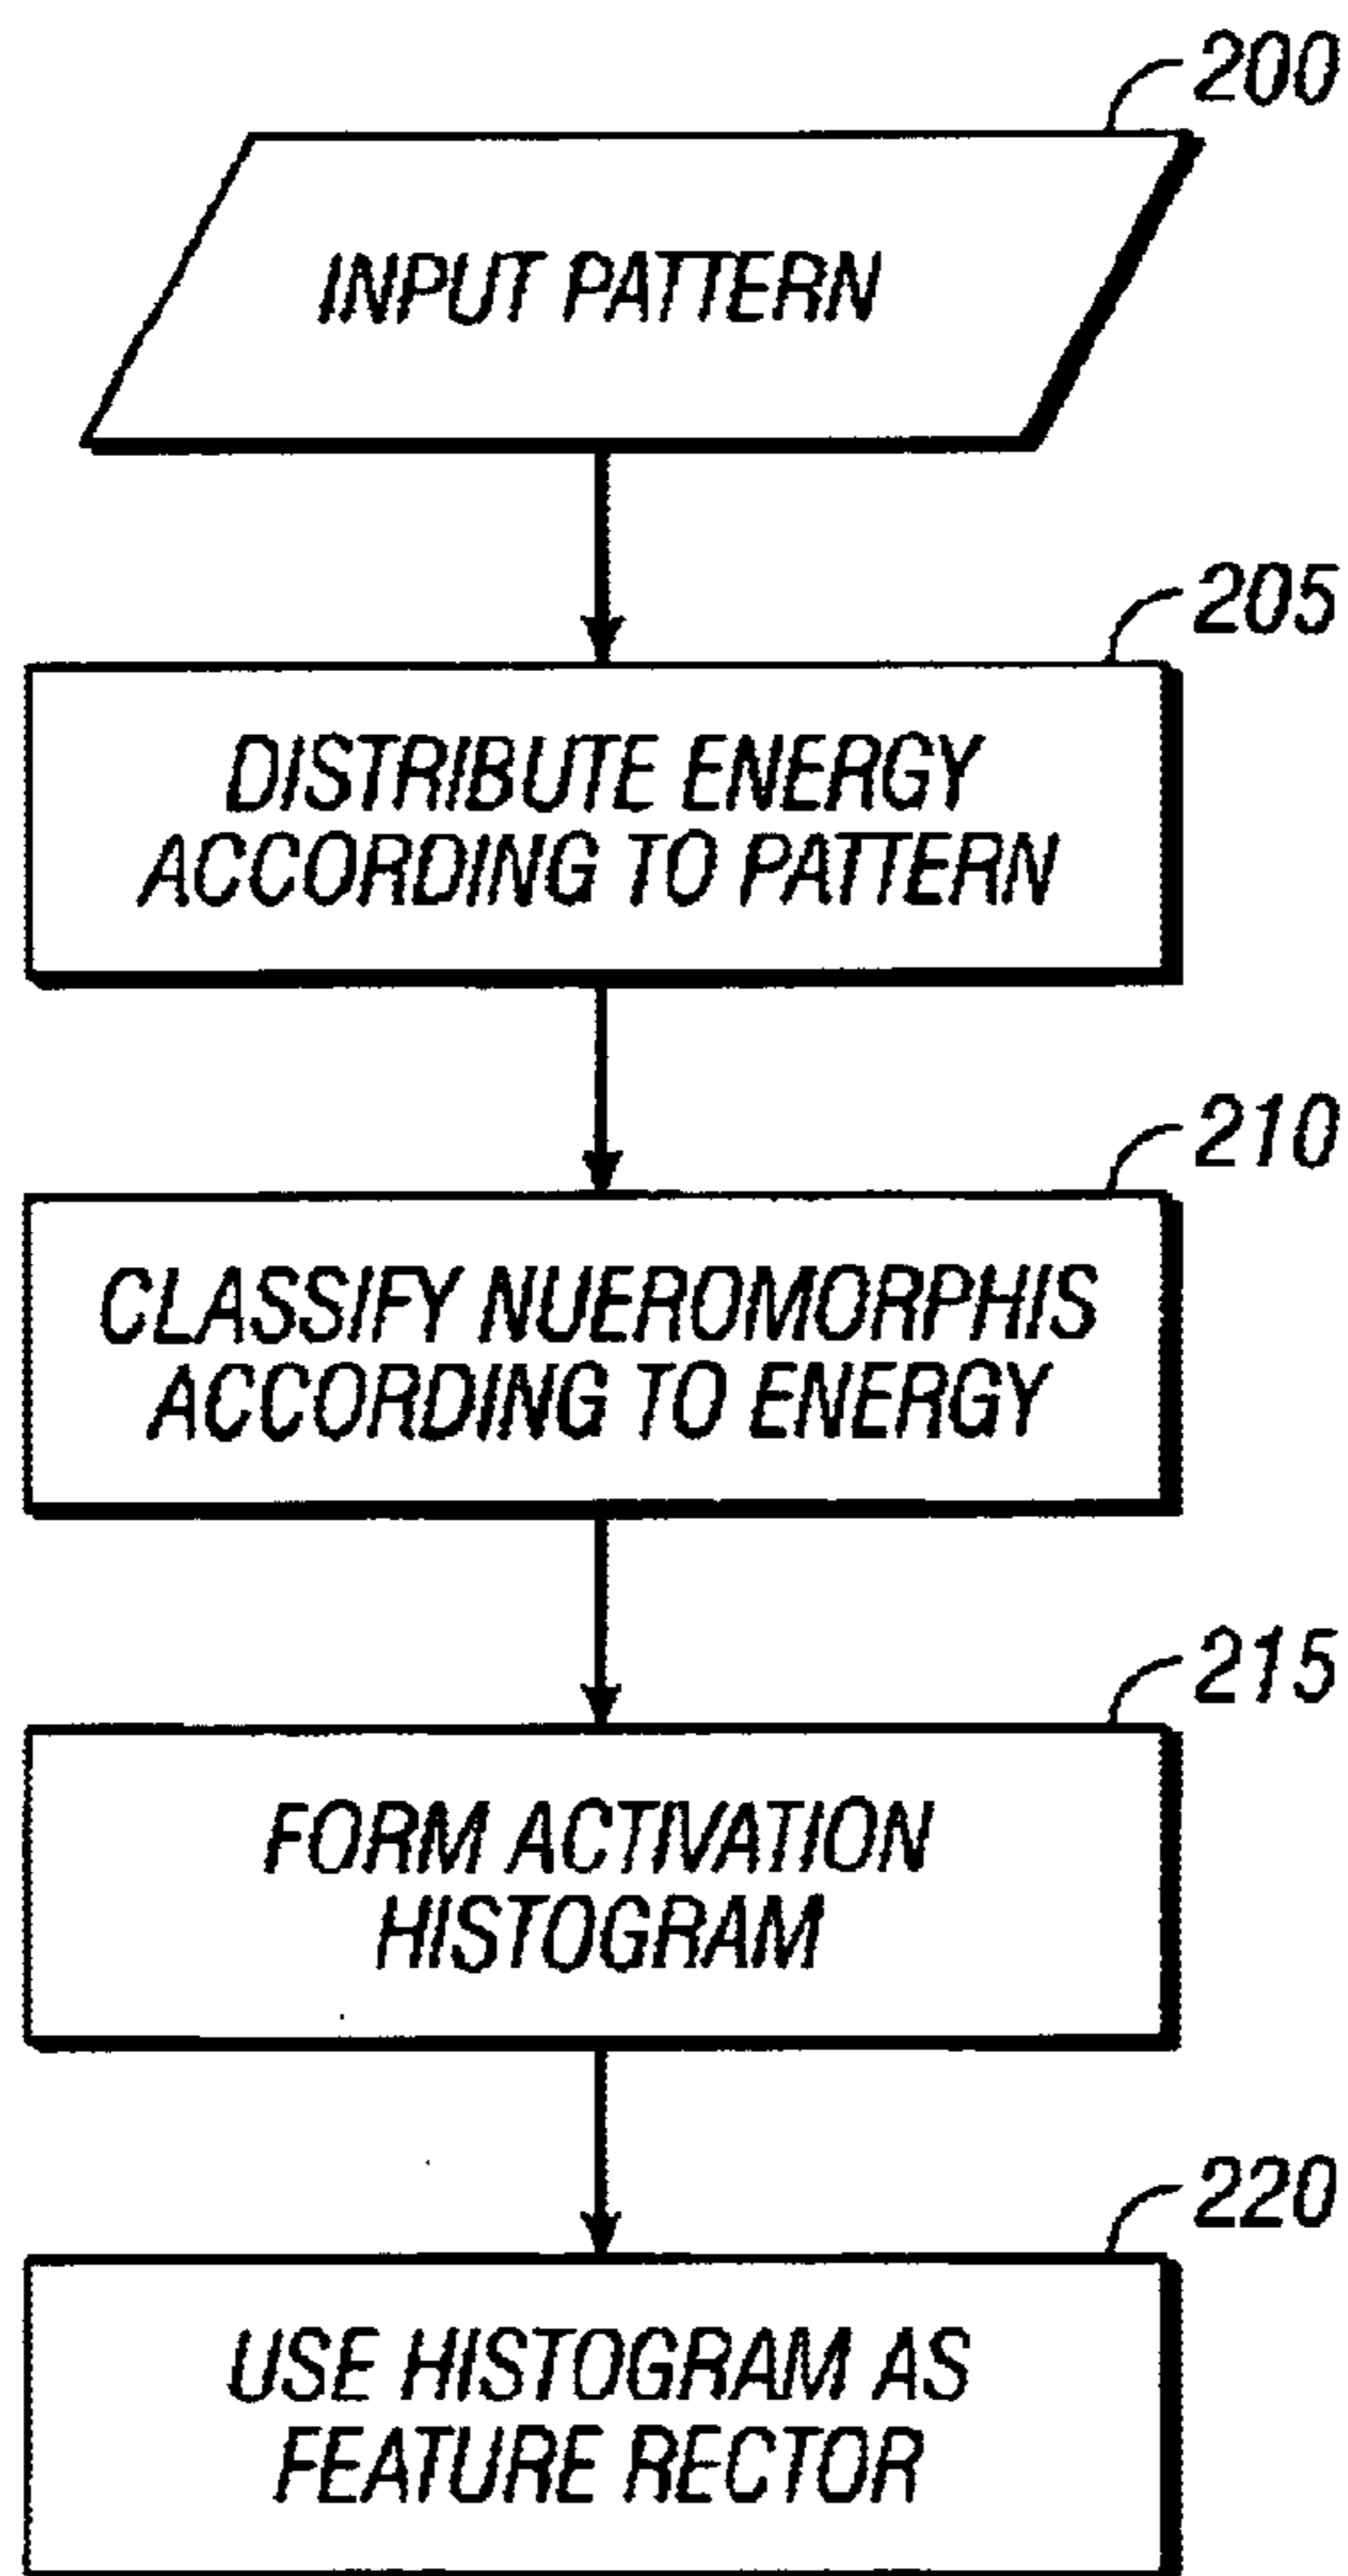 200
INPUT PATTERN
205
DISTRIBUTE ENERGY
ACCORDING TO PATTERN
210
CLASSIFY NUEROMORPHIS
ACCORDING TO ENERGY
215
FORM ACTIVATION
HISTOGRAM
220
USE HISTOGRAM AS
FEATURE RECTOR